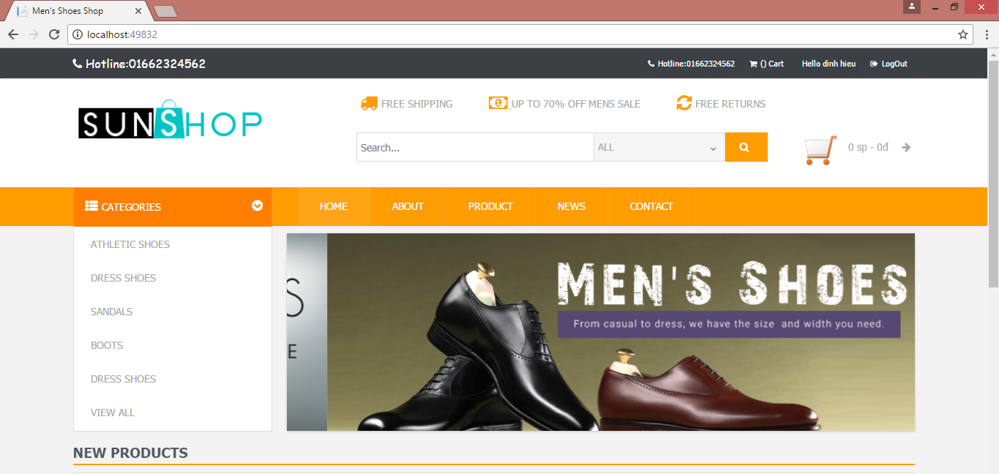 Men's Shoes Shop
localhost:49832
Hotline:01662324562
Hotline:01662324562
() Cart
Hello dinh hieu
LogOut
SUNSHOP
FREE SHIPPING
UP TO 70% OFF MENS SALE
FREE RETURNS
Search...
ALL
0 sp - 0đ
CATEGORIES
HOME
ABOUT
PRODUCT
NEWS
CONTACT
ATHLETIC SHOES
DRESS SHOES
SANDALS
BOOTS
DRESS SHOES
VIEW ALL
S
E
MEN'S SHOES
From casual to dress, we have the size and width you need.
NEW PRODUCTS